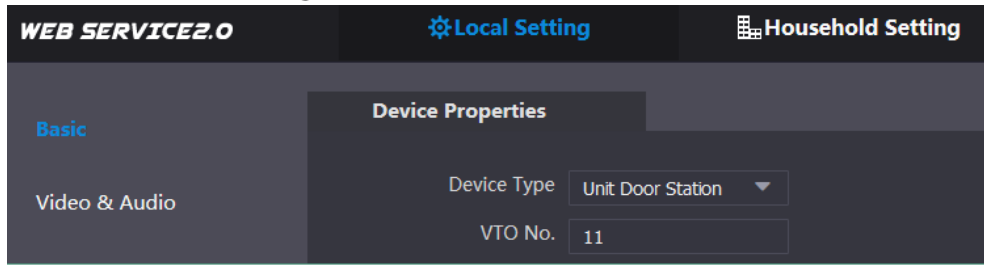 WEB SERVICE2.0 Local Setting Household Setting
Device Properties
Basic
Device Type Unit Door Station
Video & Audio
VTO No. 11